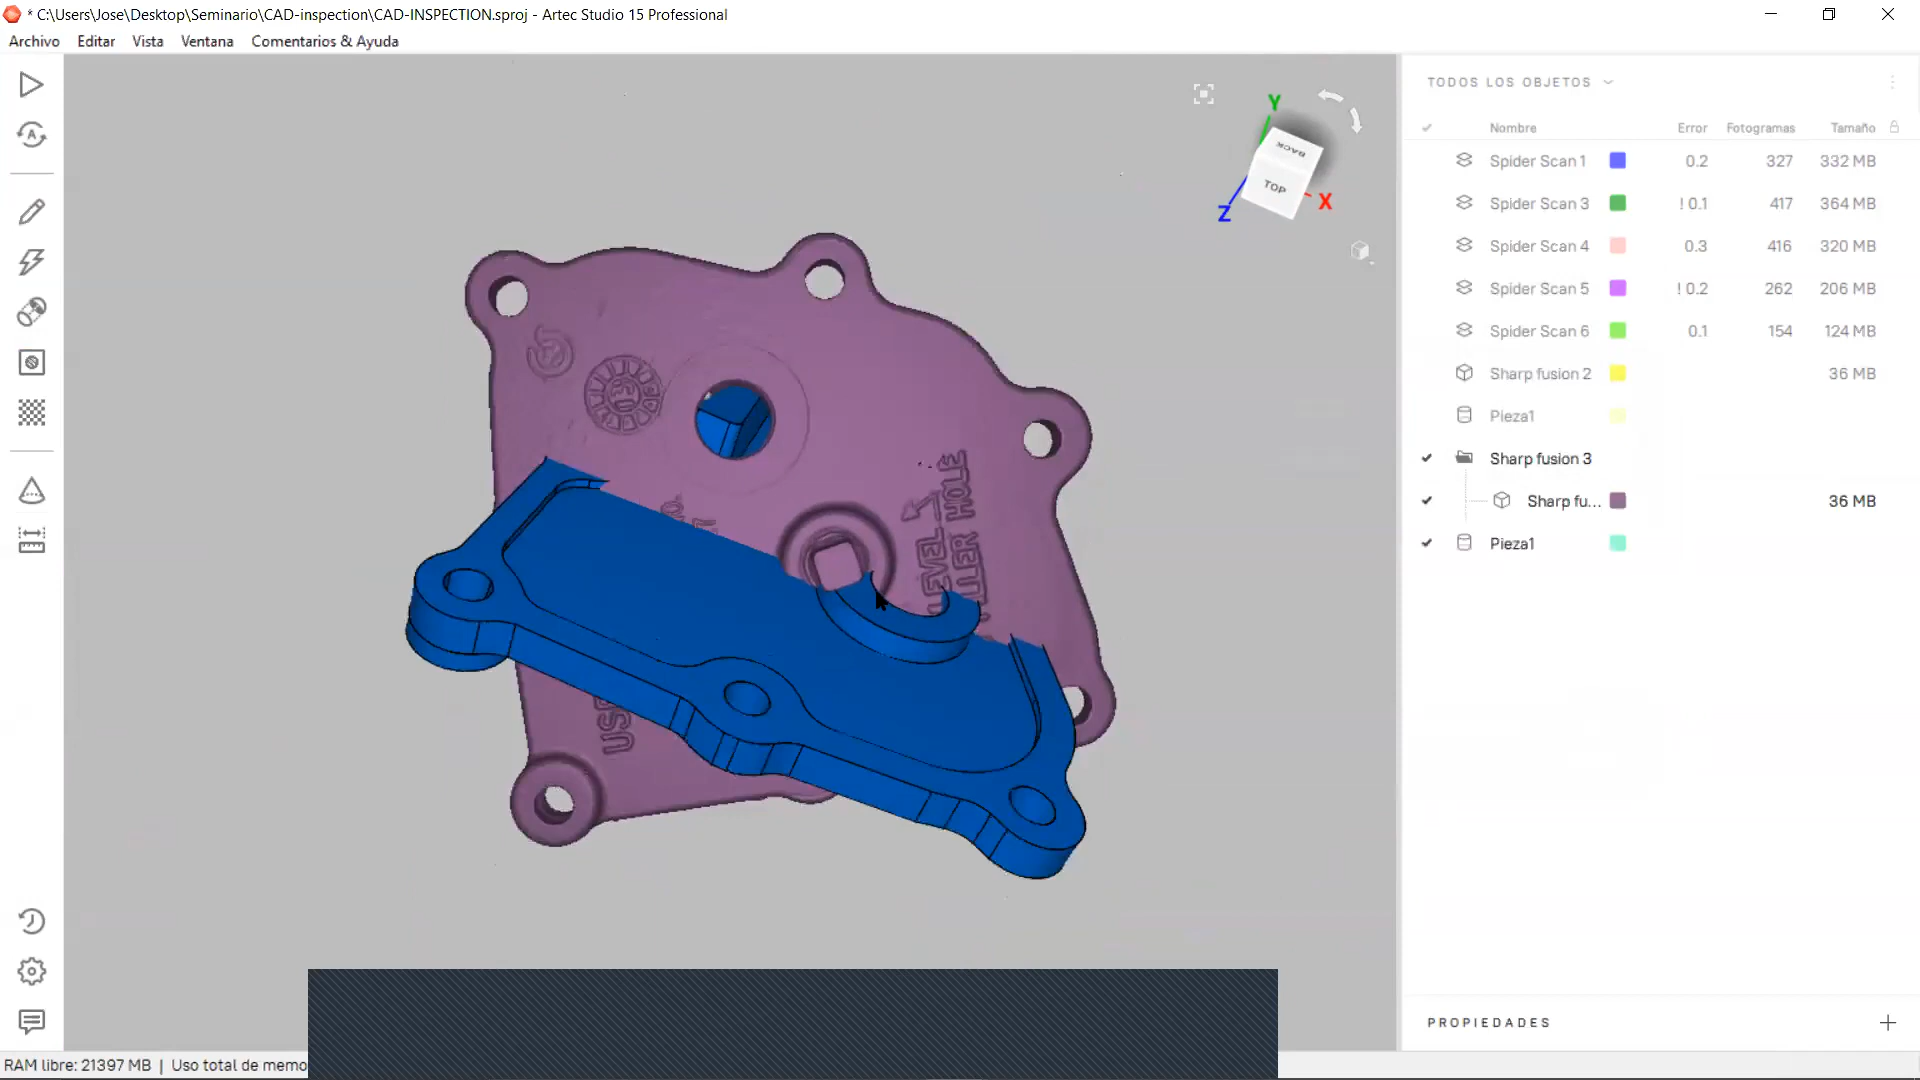 * C:\Users\Jose\Desktop\Seminario\CAD-inspection\CAD-INSPECTION.sproj - Artec Studio 15 Professional
Archivo Editar Vista Ventana Comentarios & Ayuda
TODOS LOS OBJETOS
Nombre Error Fotogramas Tamaño
Spider Scan 1 0.2 327 332 MB
Spider Scan 3 ! 0.1 417 364 MB
Spider Scan 4 0.3 416 320 MB
Spider Scan 5 ! 0.2 262 206 MB
Spider Scan 6 0.1 154 124 MB
Sharp fusion 2 36 MB
Pieza1
Sharp fusion 3
Sharp fu... 36 MB
Pieza1
Y
BACK
TOP
X
Z
LEVEL
HOLE
USE
PROPIEDADES
RAM libre: 21397 MB | Uso total de memo